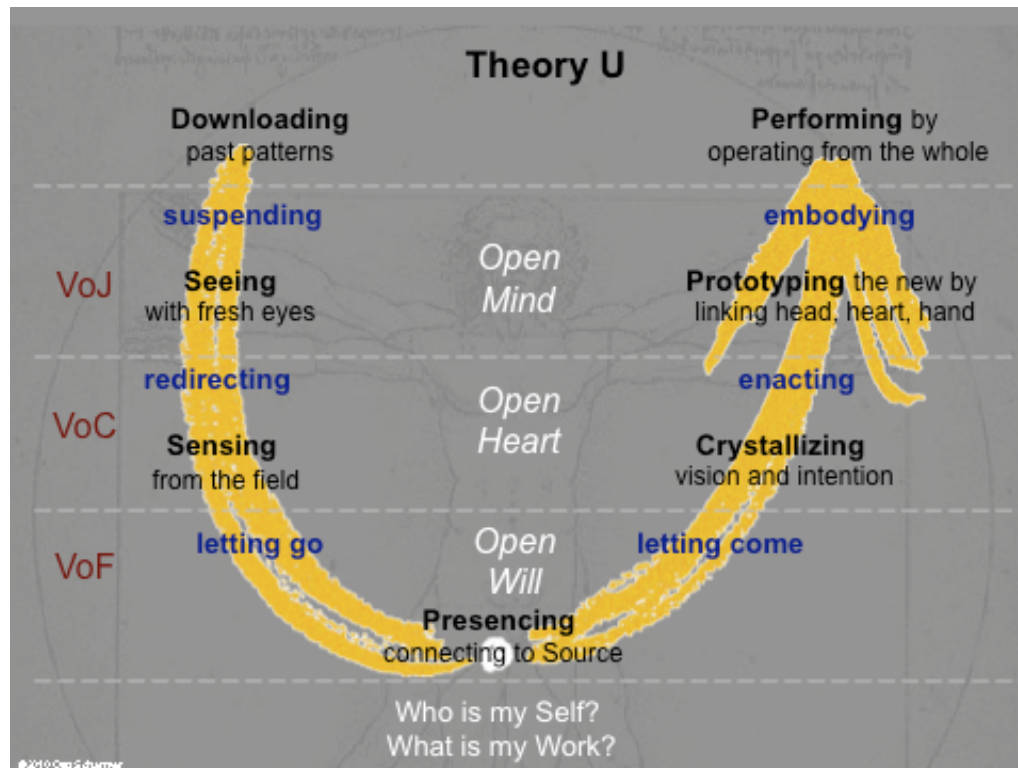 Theory U
Downloading
past patterns
Performing by
operating from the whole
suspending
embodying
VoJ
Seeing
with fresh eyes
Open
Mind
Prototyping the new by
linking head, heart, hand
redirecting
enacting
VoC
Sensing
from the field
Open
Heart
Crystallizing
vision and intention
letting go
letting come
VoF
Open
Will
Presencing
connecting to Source
Who is my Self?
What is my Work?